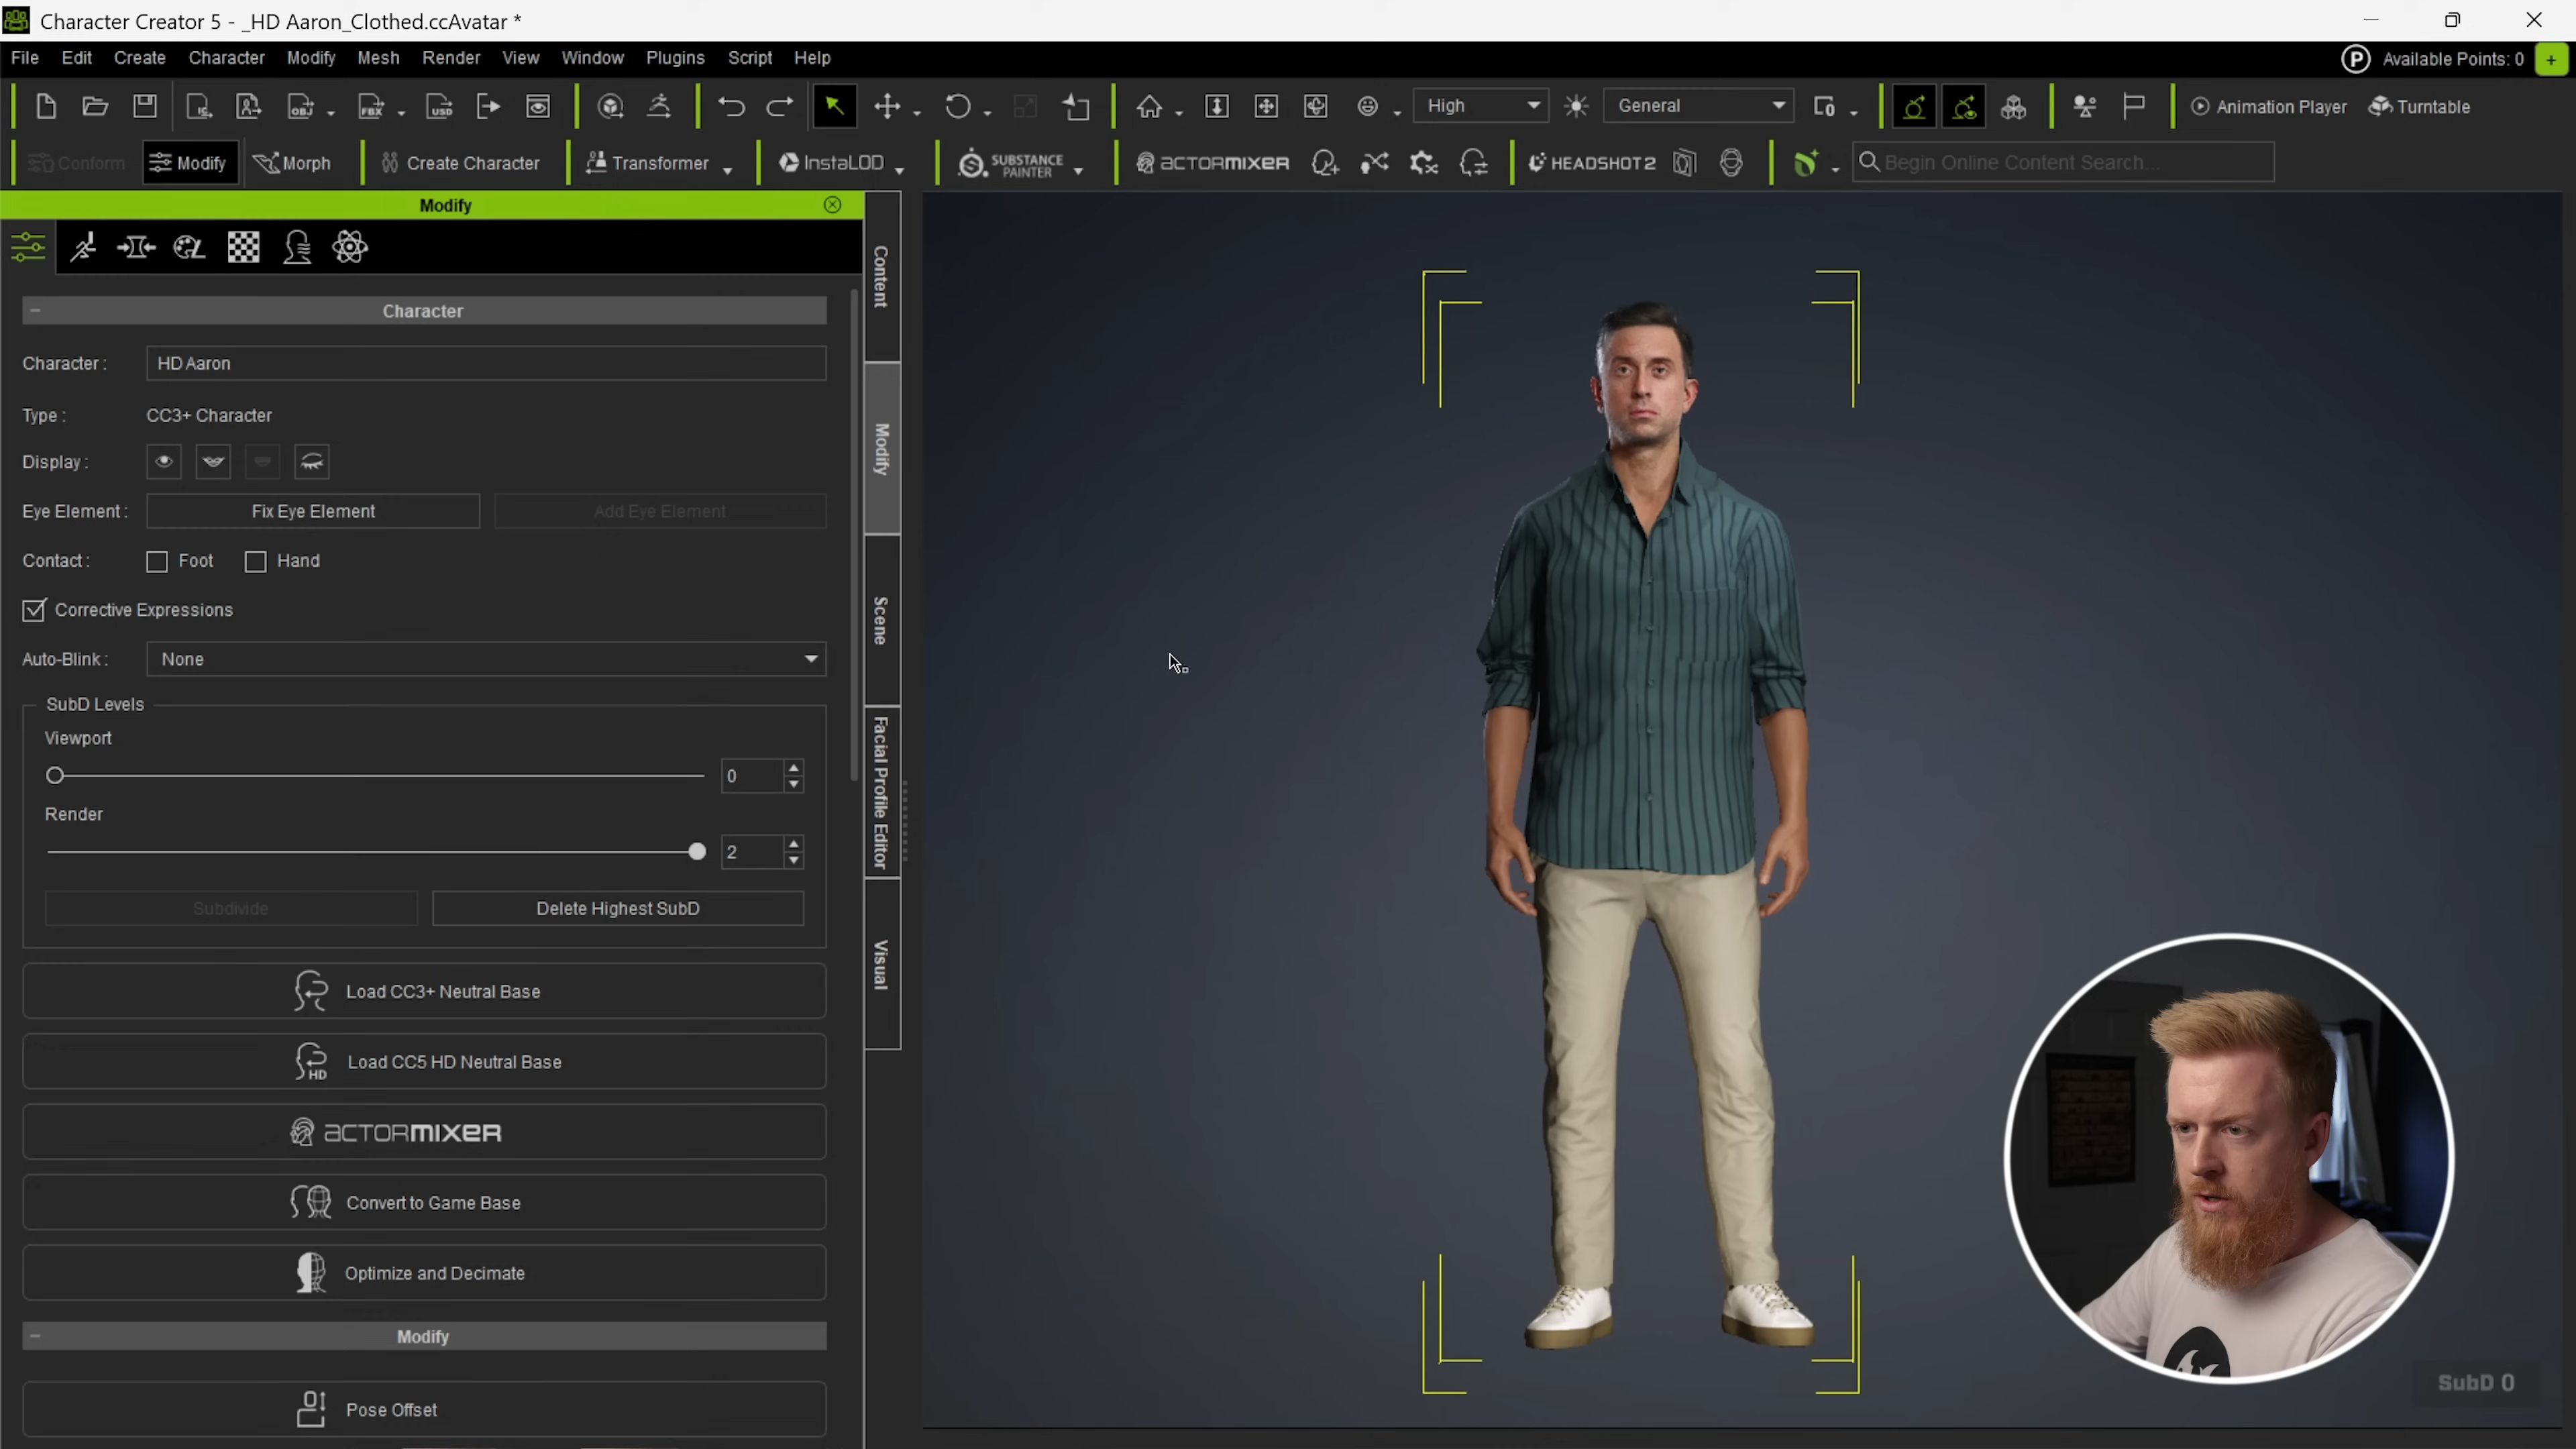 Character Creator 5 - _HD Aaron_Clothed.ccAvatar *
File Edit Create Character Modify Mesh Render View Window Plugins Script Help
P Available Points: 0 +
OBJ FBX USD High General Animation Player Turntable
Conform Modify Morph Create Character Transformer InstaLOD SUBSTANCE PAINTER ACTORMIXER HEADSHOT2 Begin Online Content Search...
Modify
Content
Modify
Scene
Facial Profile Editor
Visual
Character
Character : HD Aaron
Type : CC3+ Character
Display :
Eye Element : Fix Eye Element Add Eye Element
Contact : Foot Hand
Corrective Expressions
Auto-Blink : None
SubD Levels
Viewport
0
Render
2
Subdivide Delete Highest SubD
Load CC3+ Neutral Base
HD Load CC5 HD Neutral Base
ACTORMIXER
Convert to Game Base
Optimize and Decimate
Modify
Pose Offset
SubD 0